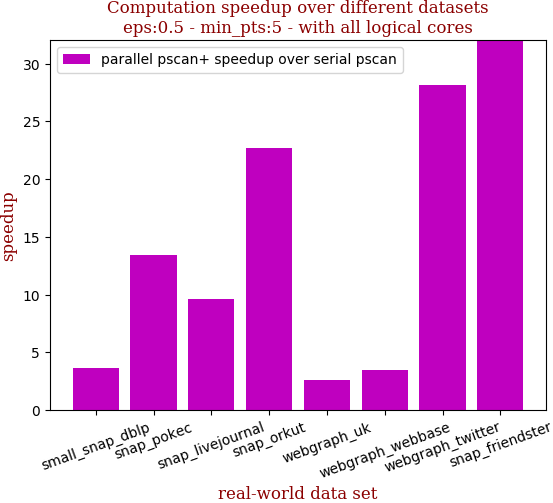 Computation speedup over different datasets
eps:0.5 - min_pts:5 - with all logical cores
parallel pscan+ speedup over serial pscan
speedup
30
25
20
15
10
5
0
small_snap_dblp
snap_pokec
snap_livejournal
snap_orkut
webgraph_uk
webgraph_webbase
webgraph_twitter
snap_friendster
real-world data set